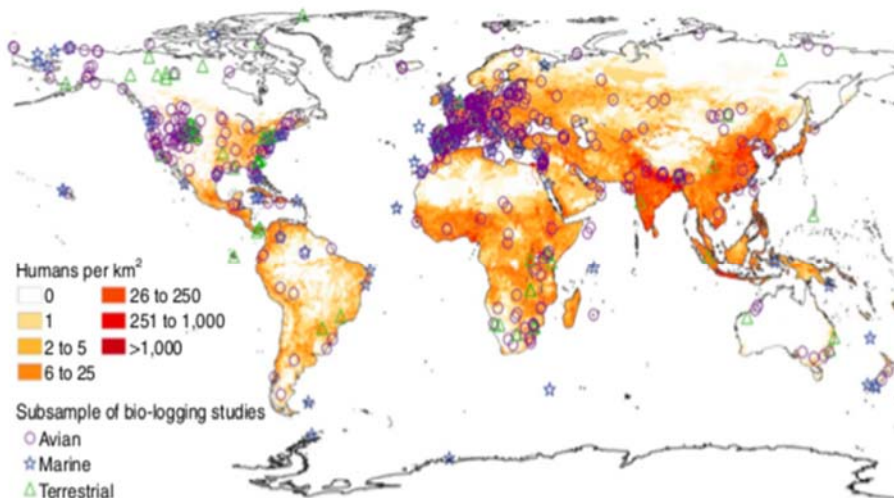 Humans per km²
0
26 to 250
1
251 to 1,000
2 to 5
>1,000
6 to 25
Subsample of bio-logging studies
Avian
Marine
Terrestrial